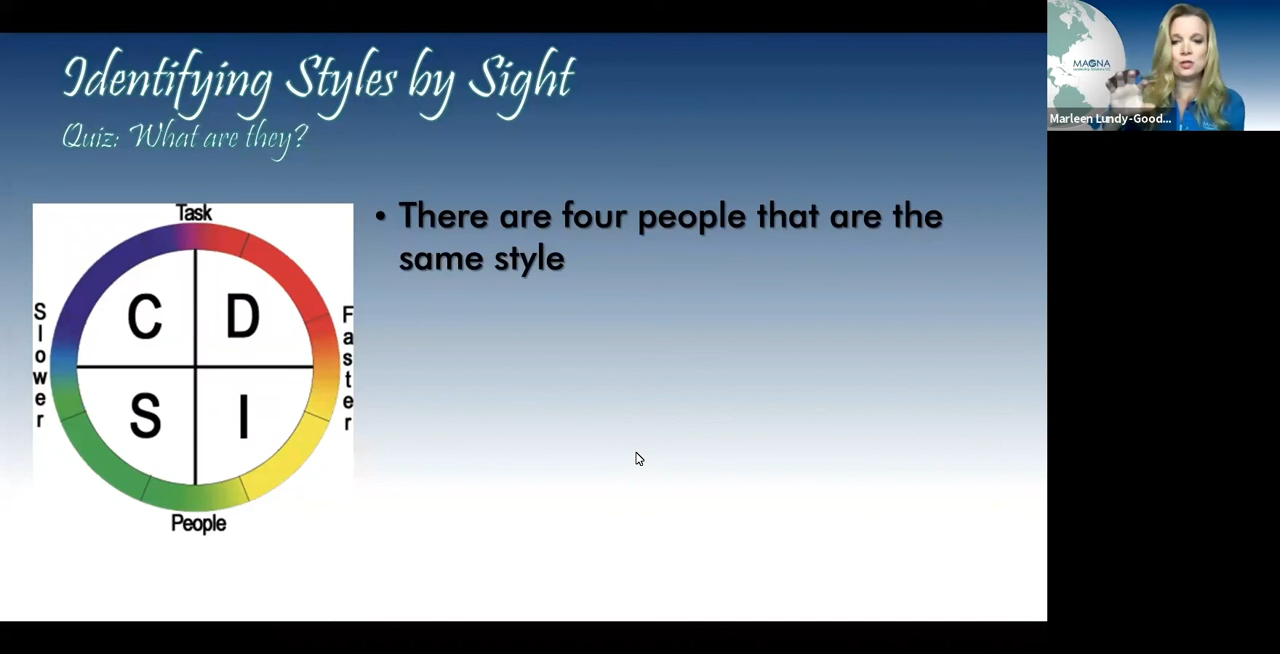 Identifying Styles by Sight
Quiz: What are they?
Task
• There are four people that are the
same style
C D
S I
Slower
Faster
People
MAGNA
Marleen Lundy-Good...